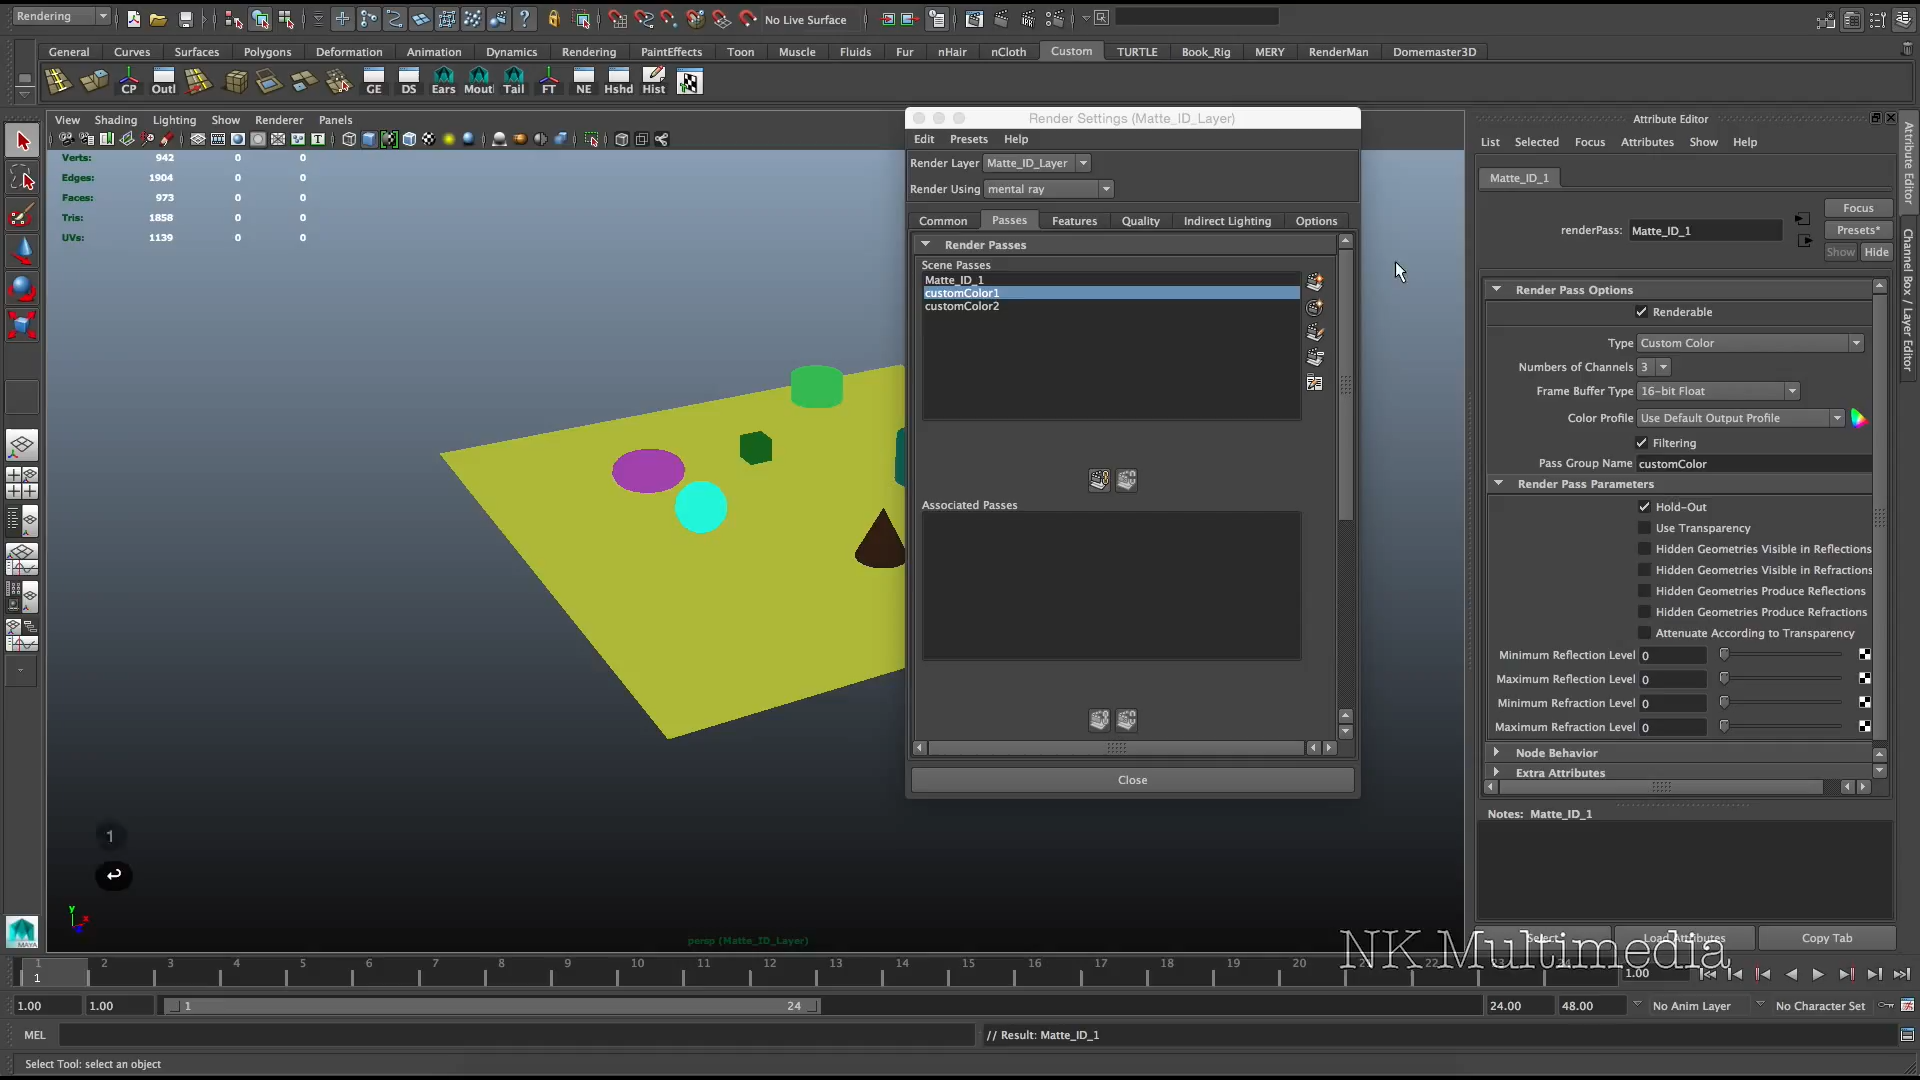 Rendering
No Live Surface
General Curves Surfaces Polygons Deformation Animation Dynamics Rendering PaintEffects Toon Muscle Fluids Fur nHair nCloth Custom TURTLE Book_Rig MERY RenderMan Domemaster3D
CP Outl GE DS Ears Mout Tail FT NE Hshd Hist
View Shading Lighting Show Renderer Panels
Verts: 942 0 0
Edges: 1904 0 0
Faces: 973 0 0
Tris: 1858 0 0
UVs: 1139 0 0
1
y
x
persp (Matte_ID_Layer)
MAYA
Render Settings (Matte_ID_Layer)
Edit Presets Help
Render Layer Matte_ID_Layer
Render Using mental ray
Common Passes Features Quality Indirect Lighting Options
Render Passes
Scene Passes
Matte_ID_1
customColor1
customColor2
Associated Passes
Close
Attribute Editor
List Selected Focus Attributes Show Help
Matte_ID_1
Focus
renderPass: Matte_ID_1
Presets*
Show Hide
Render Pass Options
Renderable
Type Custom Color
Numbers of Channels 3
Frame Buffer Type 16-bit Float
Color Profile Use Default Output Profile
Filtering
Pass Group Name customColor
Render Pass Parameters
Hold-Out
Use Transparency
Hidden Geometries Visible in Reflections
Hidden Geometries Visible in Refractions
Hidden Geometries Produce Reflections
Hidden Geometries Produce Refractions
Attenuate According to Transparency
Minimum Reflection Level 0
Maximum Reflection Level 0
Minimum Refraction Level 0
Maximum Refraction Level 0
Node Behavior
Extra Attributes
Notes: Matte_ID_1
Select Load Attributes Copy Tab
Attribute Editor
Channel Box / Layer Editor
NK Multimedia
1 2 3 4 5 6 7 8 9 10 11 12 13 14 15 16 17 18 19 20 21 22 23 24
1
1.00
1.00 1.00 1 24 24.00 48.00 No Anim Layer No Character Set
MEL // Result: Matte_ID_1
Select Tool: select an object